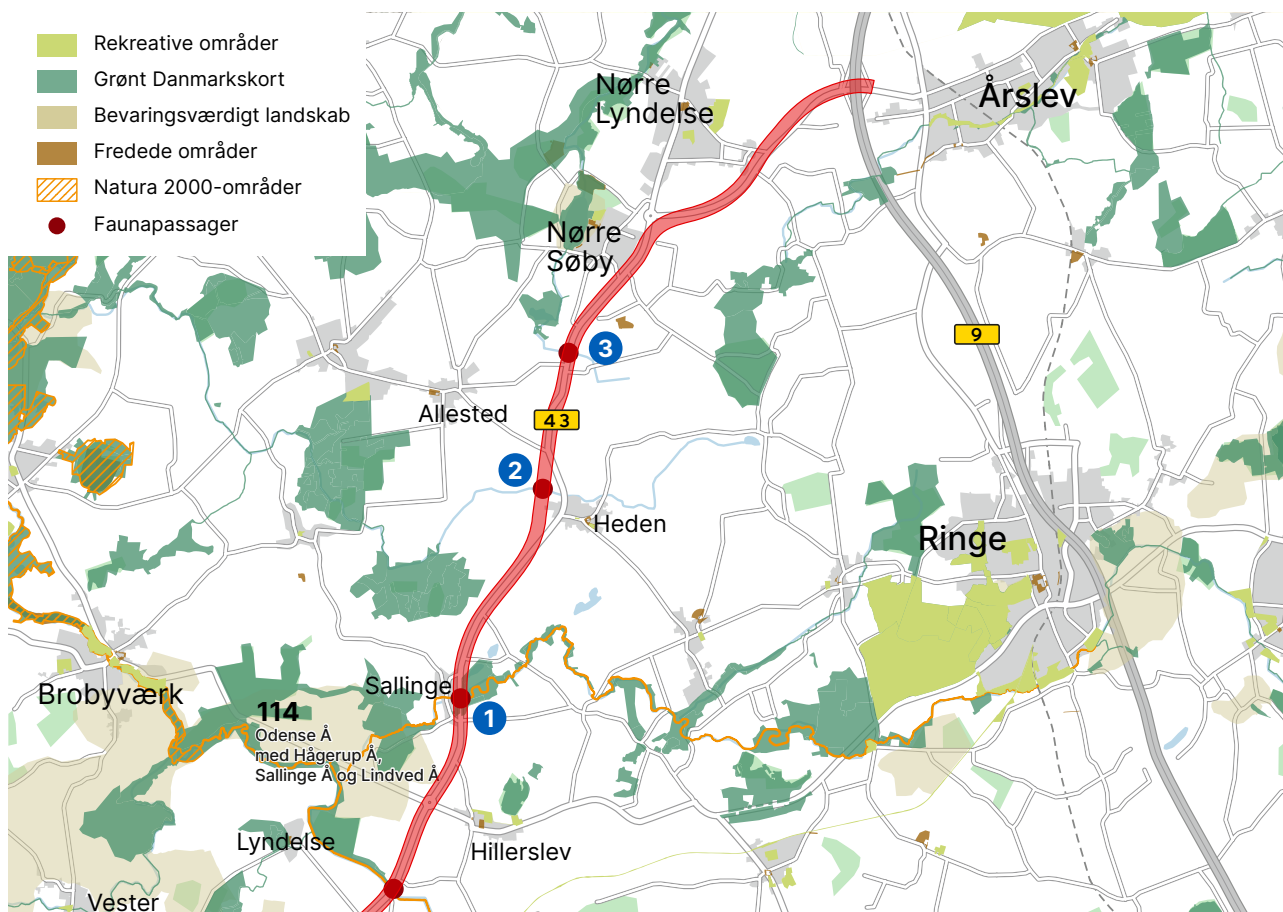 Rekreative områder
Grønt Danmarkskort
Bevaringsværdigt landskab
Fredede områder
Natura 2000-områder
Faunapassager
Nørre
Lyndelse
Årslev
Nørre
Søby
9
3
Allested
43
2
Heden
Ringe
Sallinge
Brobyværk
114
1
Odense Å
med Hågerup Å,
Sallinge Å og Lindved Å
Lyndelse
Hillerslev
Vester